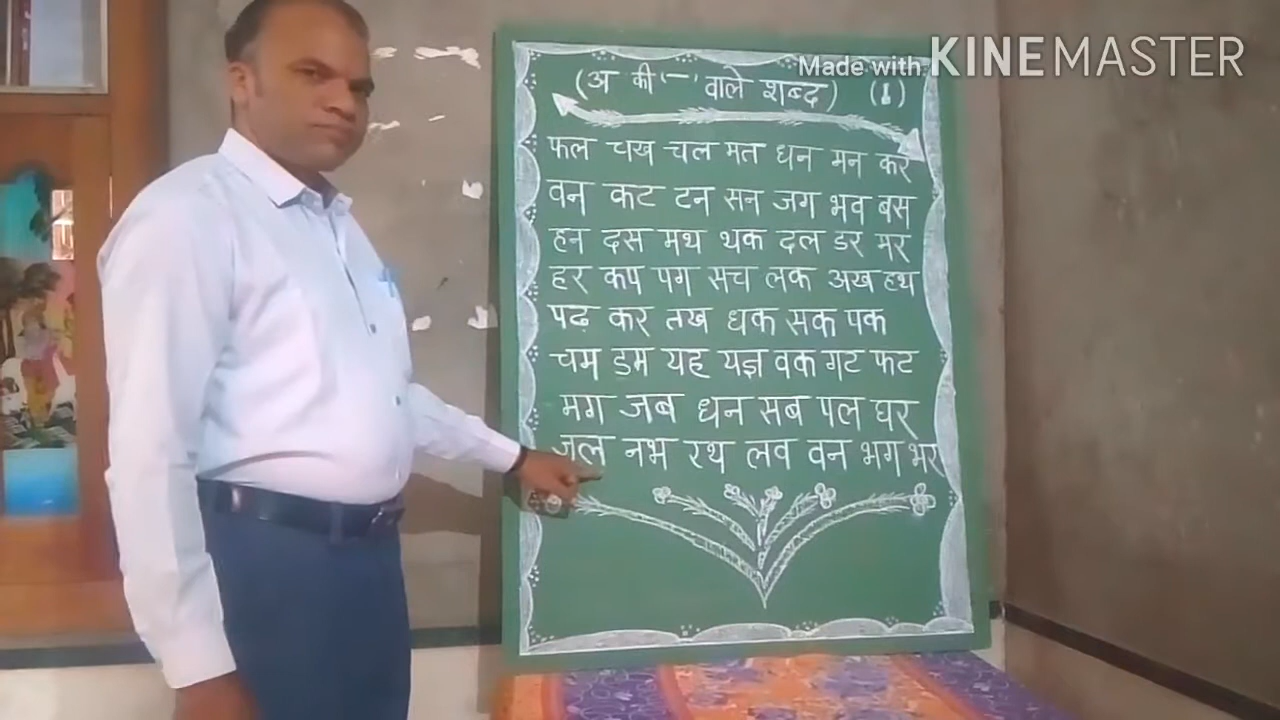 Made with KINEMASTER
(अ की '—' वाले शब्द) (1)
फल चख चल मत धन मन कर
वन कट टन सन जग भव बस
हन दस मथ थक दल डर मर
हर कप पग सच लक अख हथ
पढ़ कर तख धक सक पक
चम डम यह यज्ञ वक गट फट
मग जब धन सब पल घर
जल नभ रथ लव वन भग भर